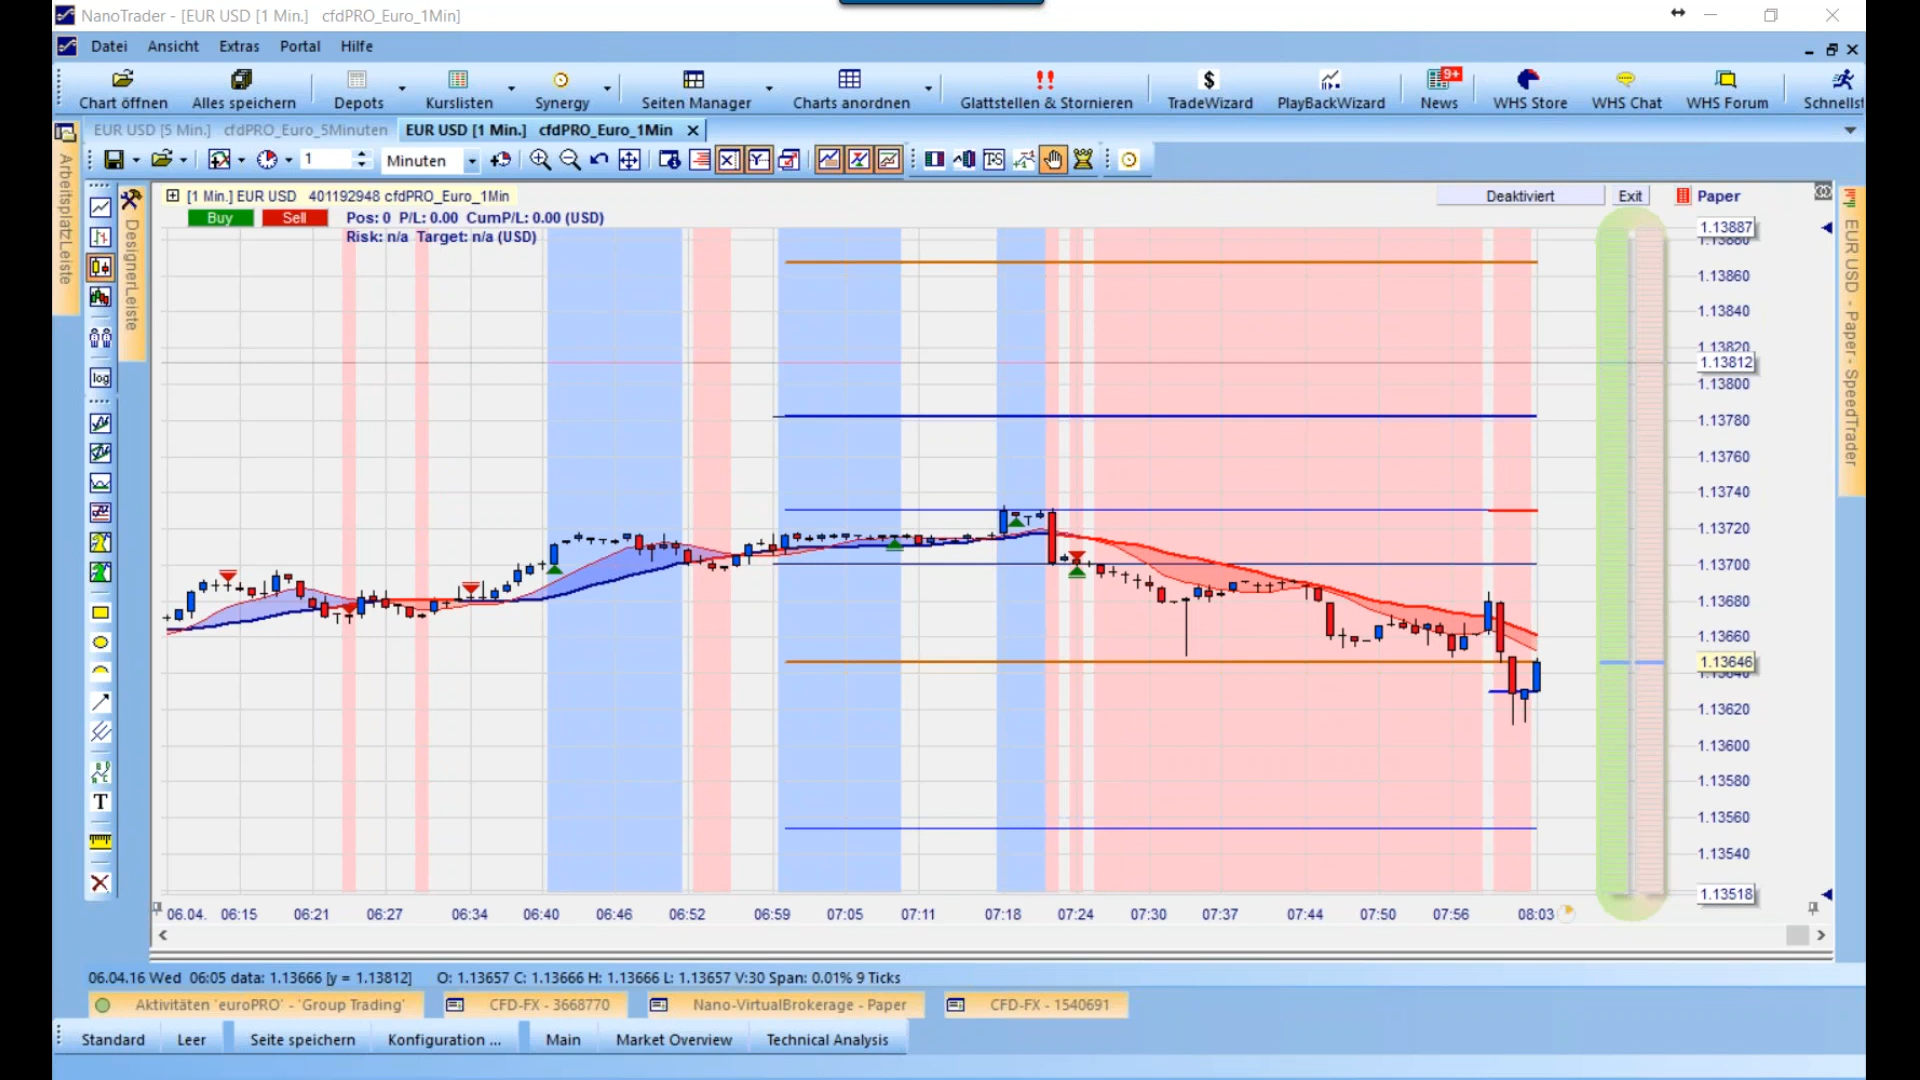 NanoTrader - [EUR USD [1 Min.]   cfdPRO_Euro_1Min]
Datei Ansicht Extras Portal Hilfe
Chart öffnen Alles speichern Depots Kurslisten Synergy Seiten Manager Charts anordnen Glattstellen & Stornieren TradeWizard PlayBackWizard 9+ News WHS Store WHS Chat WHS Forum Schnellst
EUR USD [5 Min.] cfdPRO_Euro_5Minuten EUR USD [1 Min.] cfdPRO_Euro_1Min
1 Minuten
ArbeitsplatzLeiste
DesignerLeiste
log
T
[1 Min.] EUR USD 401192948 cfdPRO_Euro_1Min
Deaktiviert Exit Paper
Buy Sell Pos: 0 P/L: 0.00 CumP/L: 0.00 (USD)
Risk: n/a Target: n/a (USD)
1.13887
1.13880
1.13860
1.13840
1.13820
1.13812
1.13800
1.13780
1.13760
1.13740
1.13720
1.13700
1.13680
1.13660
1.13646
1.13640
1.13620
1.13600
1.13580
1.13560
1.13540
1.13518
EUR USD - Paper - SpeedTrader
06.04. 06:15 06:21 06:27 06:34 06:40 06:46 06:52 06:59 07:05 07:11 07:18 07:24 07:30 07:37 07:44 07:50 07:56 08:03
06.04.16 Wed 06:05 data: 1.13666 [y = 1.13812] O: 1.13657 C: 1.13666 H: 1.13666 L: 1.13657 V:30 Span: 0.01% 9 Ticks
Aktivitäten 'euroPRO' - 'Group Trading' CFD-FX - 3668770 Nano-VirtualBrokerage - Paper CFD-FX - 1540691
Standard Leer Seite speichern Konfiguration ... Main Market Overview Technical Analysis